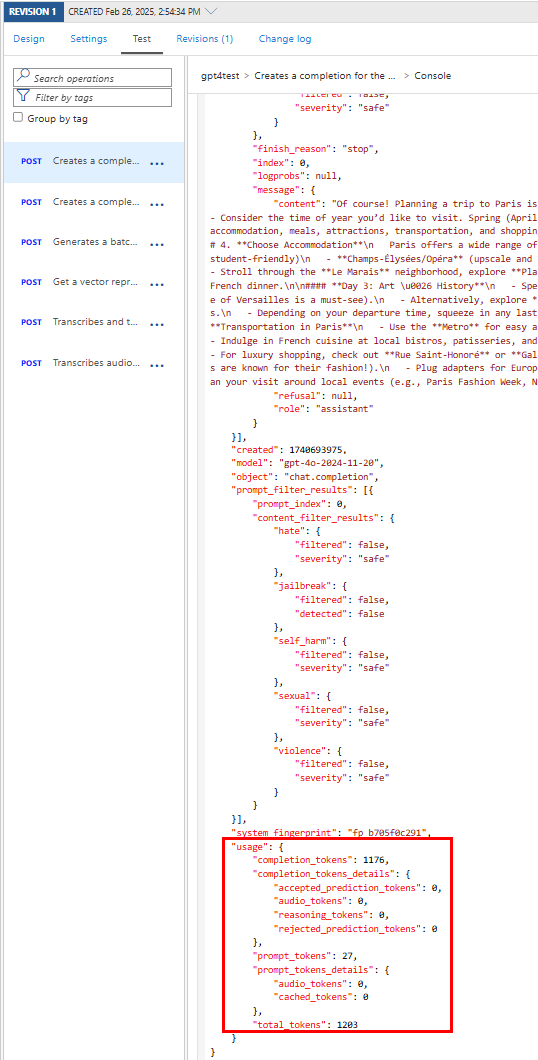 REVISION 1 CREATED Feb 26, 2025, 2:54:34 PM
Design Settings Test Revisions (1) Change log
Search operations
Filter by tags
Group by tag
POST Creates a comple... ...
POST Creates a comple... ...
POST Generates a batc... ...
POST Get a vector repr... ...
POST Transcribes and t... ...
POST Transcribes audio... ...
gpt4test > Creates a completion for the ... > Console
"filtered": false,
"severity": "safe"
}
},
"finish_reason": "stop",
"index": 0,
"logprobs": null,
"message": {
"content": "Of course! Planning a trip to Paris is
- Consider the time of year you'd like to visit. Spring (April
accommodation, meals, attractions, transportation, and shoppin
# 4. **Choose Accommodation**\n   Paris offers a wide range of
student-friendly)\n   - **Champs-Élysées/Opéra** (upscale and
- Stroll through the **Le Marais** neighborhood, explore **Pla
French dinner.\n\n#### **Day 3: Art \u0026 History**\n   - Spe
e of Versailles is a must-see).\n   - Alternatively, explore *
s.\n   - Depending on your departure time, squeeze in any last
**Transportation in Paris**\n   - Use the **Metro** for easy a
- Indulge in French cuisine at local bistros, patisseries, and
- For luxury shopping, check out **Rue Saint-Honoré** or **Gal
s are known for their fashion!).\n   - Plug adapters for Europ
an your visit around local events (e.g., Paris Fashion Week, N
"refusal": null,
"role": "assistant"
}
}],
"created": 1740693975,
"model": "gpt-4o-2024-11-20",
"object": "chat.completion",
"prompt_filter_results": [{
"prompt_index": 0,
"content_filter_results": {
"hate": {
"filtered": false,
"severity": "safe"
},
"jailbreak": {
"filtered": false,
"detected": false
},
"self_harm": {
"filtered": false,
"severity": "safe"
},
"sexual": {
"filtered": false,
"severity": "safe"
},
"violence": {
"filtered": false,
"severity": "safe"
}
}
}],
"system_fingerprint": "fp_b705f0c291",
"usage": {
"completion_tokens": 1176,
"completion_tokens_details": {
"accepted_prediction_tokens": 0,
"audio_tokens": 0,
"reasoning_tokens": 0,
"rejected_prediction_tokens": 0
},
"prompt_tokens": 27,
"prompt_tokens_details": {
"audio_tokens": 0,
"cached_tokens": 0
},
"total_tokens": 1203
}
}